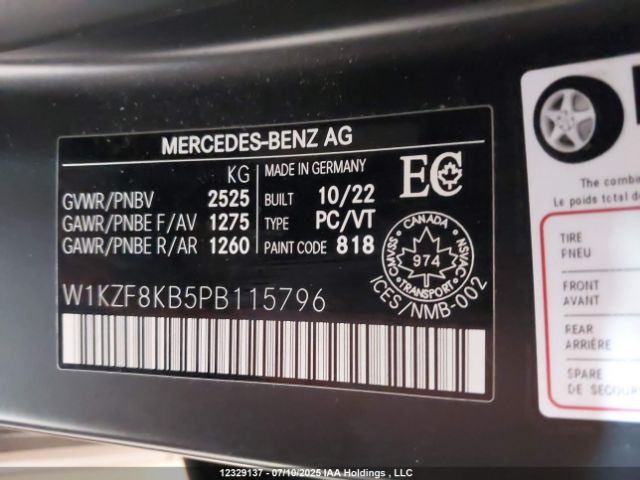 MERCEDES-BENZ AG
KG
MADE IN GERMANY
EC
GVWR/PNBV 2525
BUILT 10/22
GAWR/PNBE F/AV 1275
TYPE PC/VT
GAWR/PNBE R/AR 1260
PAINT CODE 818
CANADA
974
TRANSPORT
ICES/NMB-002
W1KZF8KB5PB115796
The combin
Le poids total d
TIRE
PNEU
FRONT
AVANT
REAR
ARRIÈRE
SPARE
DE SECOUR
12329137 - 07/10/2025 IAA Holdings , LLC